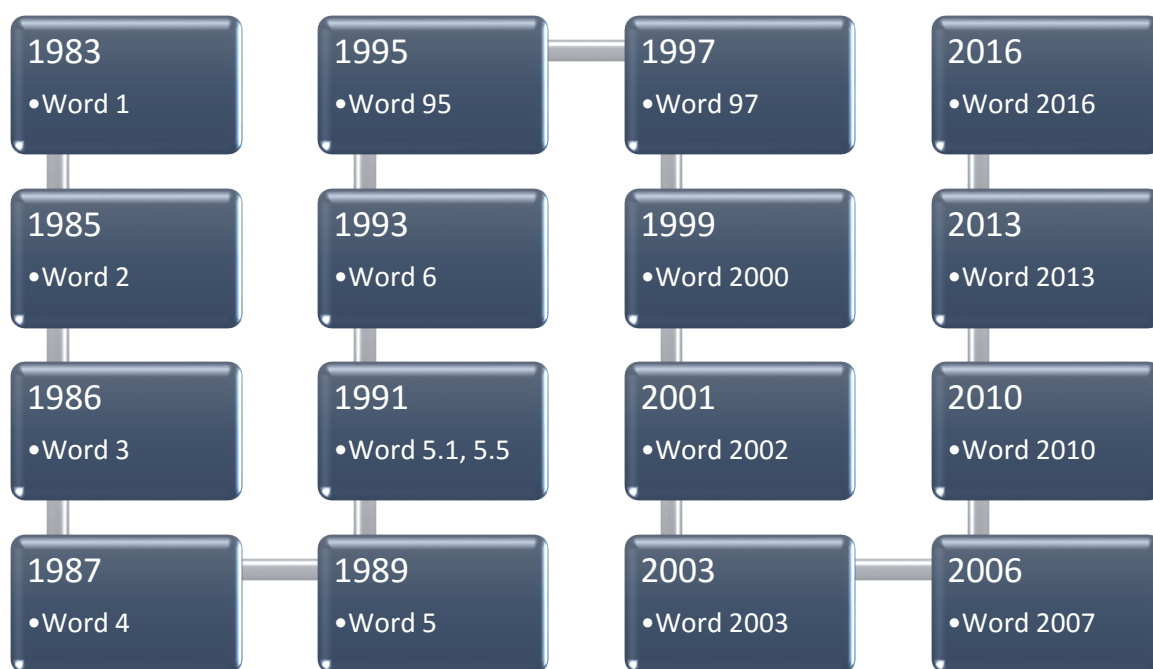 1983
•Word 1
1985
•Word 2
1986
•Word 3
1987
•Word 4
1989
•Word 5
1991
•Word 5.1, 5.5
1993
•Word 6
1995
•Word 95
1997
•Word 97
1999
•Word 2000
2001
•Word 2002
2003
•Word 2003
2006
•Word 2007
2010
•Word 2010
2013
•Word 2013
2016
•Word 2016